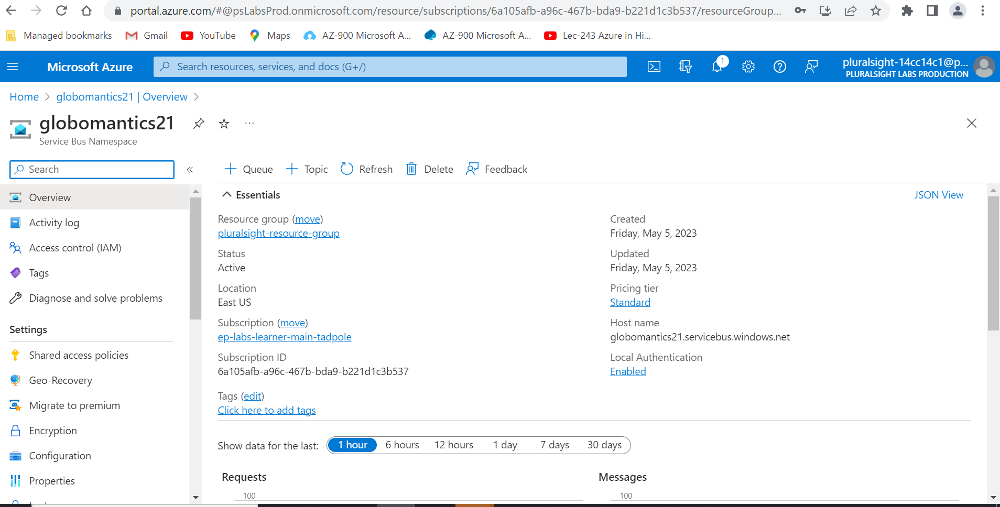 portal.azure.com/#@psLabsProd.onmicrosoft.com/resource/subscriptions/6a105afb-a96c-467b-bda9-b221d1c3b537/resourceGroup...
Managed bookmarks Gmail YouTube Maps AZ-900 Microsoft A... AZ-900 Microsoft A... Lec-243 Azure in Hi...
Microsoft Azure Search resources, services, and docs (G+/) 1 pluralsight-14cc14c1@p...
PLURALSIGHT LABS PRODUCTION
Home > globomantics21 | Overview >
globomantics21 ...
Service Bus Namespace
Search «
Overview
Activity log
Access control (IAM)
Tags
Diagnose and solve problems
Settings
Shared access policies
Geo-Recovery
Migrate to premium
Encryption
Configuration
Properties
Queue Topic Refresh Delete Feedback
Essentials JSON View
Resource group (move)
pluralsight-resource-group
Status
Active
Location
East US
Subscription (move)
ep-labs-learner-main-tadpole
Subscription ID
6a105afb-a96c-467b-bda9-b221d1c3b537
Tags (edit)
Click here to add tags
Created
Friday, May 5, 2023
Updated
Friday, May 5, 2023
Pricing tier
Standard
Host name
globomantics21.servicebus.windows.net
Local Authentication
Enabled
Show data for the last: 1 hour 6 hours 12 hours 1 day 7 days 30 days
Requests
100
Messages
100